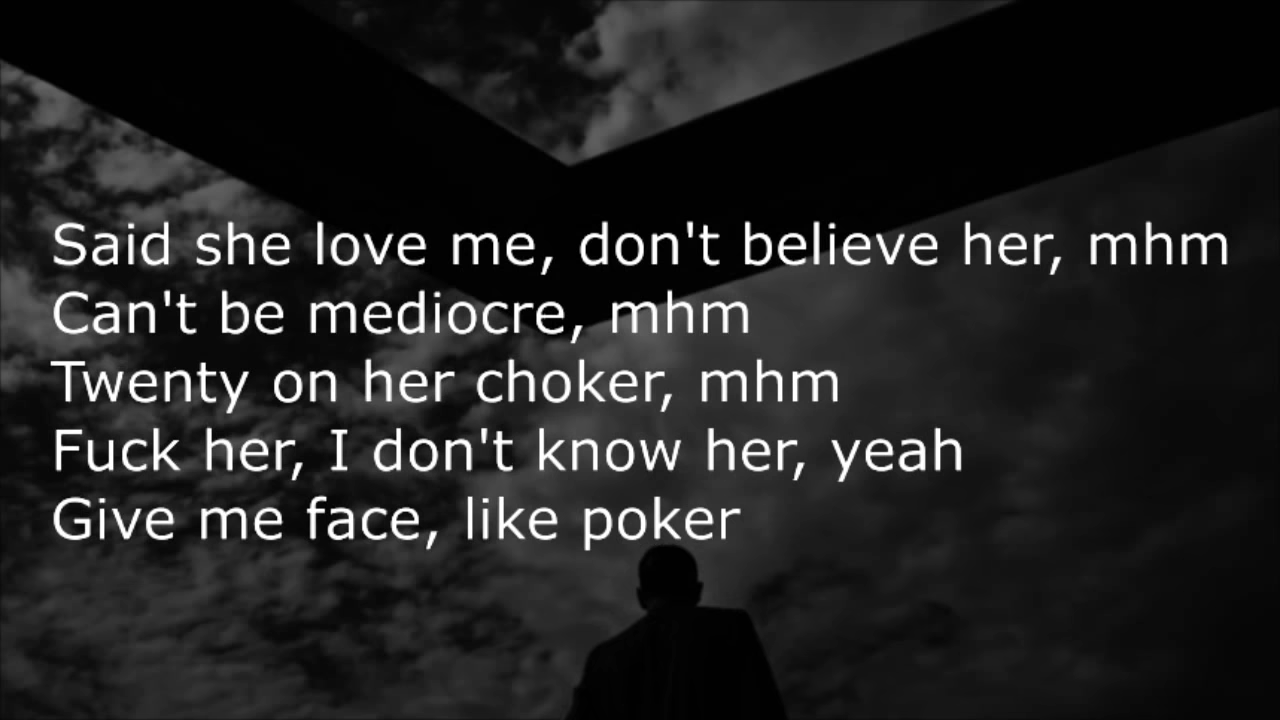 Said she love me, don't believe her, mhm
Can't be mediocre, mhm
Twenty on her choker, mhm
Fuck her, I don't know her, yeah
Give me face, like poker